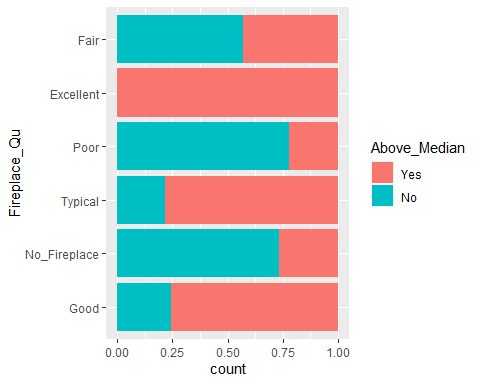 Fair
Excellent
Poor
Typical
No_Fireplace
Good
Fireplace_Qu
0.00 0.25 0.50 0.75 1.00
count
Above_Median
Yes
No